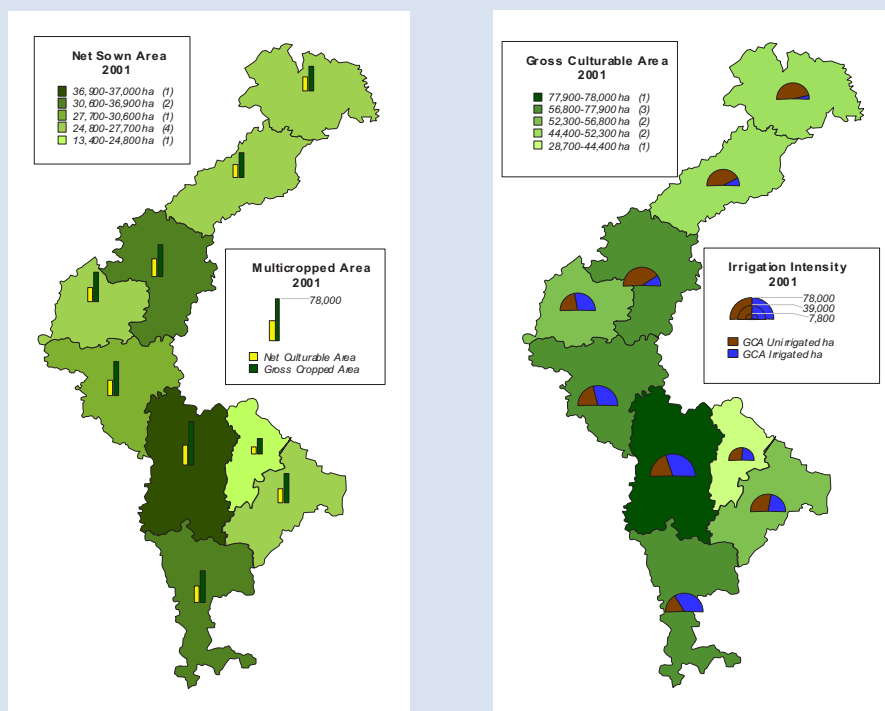 Net Sown Area
2001
36,900-37,000 ha (1)
30,600-36,900 ha (2)
27,700-30,600 ha (1)
24,800-27,700 ha (4)
13,400-24,800 ha (1)
Multicropped Area
2001
78,000
Net Culturable Area
Gross Cropped Area
Gross Culturable Area
2001
77,900-78,000 ha (1)
56,800-77,900 ha (3)
52,300-56,800 ha (2)
44,400-52,300 ha (2)
28,700-44,400 ha (1)
Irrigation Intensity
2001
78,000
39,000
7,800
GCA Unirrigated ha
GCA Irrigated ha